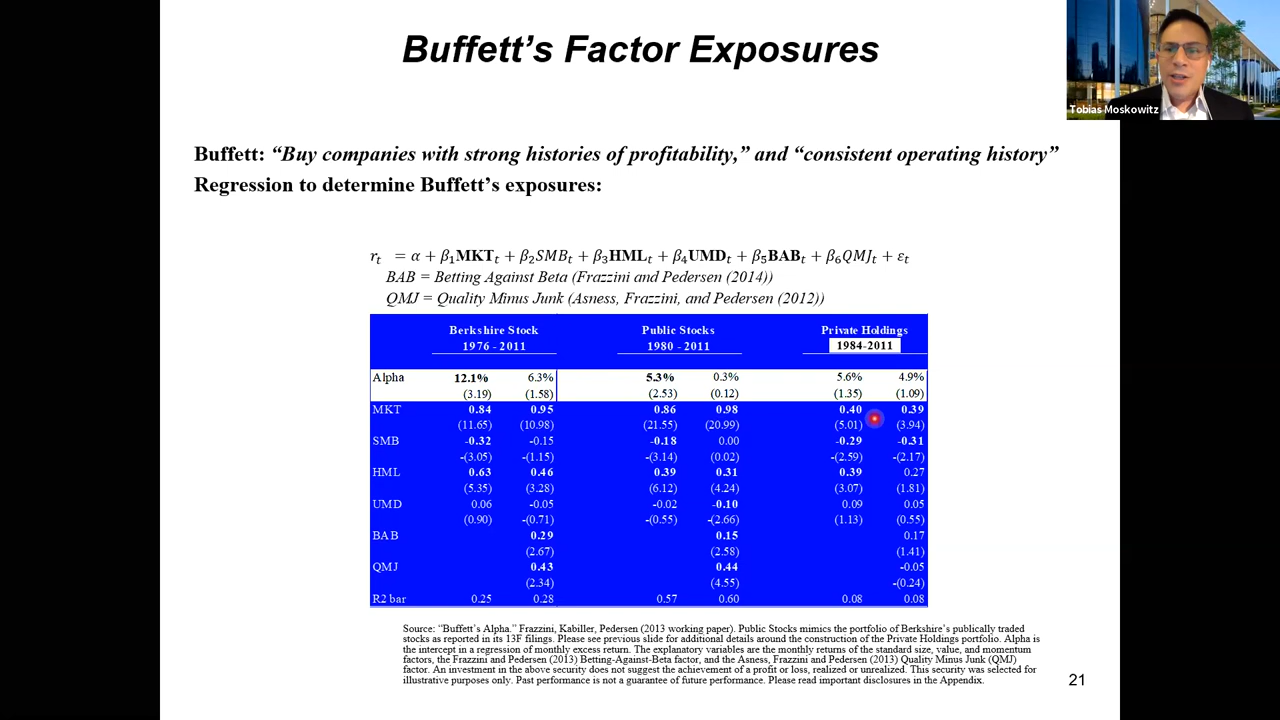 Buffett's Factor Exposures
Tobias Moskowitz
Buffett: "Buy companies with strong histories of profitability," and "consistent operating history"
Regression to determine Buffett's exposures:
rₜ = α + β₁MKTₜ + β₂SMBₜ + β₃HMLₜ + β₄UMDₜ + β₅BABₜ + β₆QMJₜ + εₜ
BAB = Betting Against Beta (Frazzini and Pedersen (2014))
QMJ = Quality Minus Junk (Asness, Frazzini, and Pedersen (2012))
Berkshire Stock Public Stocks Private Holdings
1976 - 2011 1980 - 2011 1984-2011
Alpha 12.1% 6.3% 5.3% 0.3% 5.6% 4.9%
(3.19) (1.58) (2.53) (0.12) (1.35) (1.09)
MKT 0.84 0.95 0.86 0.98 0.40 0.39
(11.65) (10.98) (21.55) (20.99) (5.01) (3.94)
SMB -0.32 -0.15 -0.18 0.00 -0.29 -0.31
-(3.05) -(1.15) -(3.14) (0.02) -(2.59) -(2.17)
HML 0.63 0.46 0.39 0.31 0.39 0.27
(5.35) (3.28) (6.12) (4.24) (3.07) (1.81)
UMD 0.06 -0.05 -0.02 -0.10 0.09 0.05
(0.90) -(0.71) -(0.55) -(2.66) (1.13) (0.55)
BAB 0.29 0.15 0.17
(2.67) (2.58) (1.41)
QMJ 0.43 0.44 -0.05
(2.34) (4.55) -(0.24)
R2 bar 0.25 0.28 0.57 0.60 0.08 0.08
Source: "Buffett's Alpha." Frazzini, Kabiller, Pedersen (2013 working paper). Public Stocks mimics the portfolio of Berkshire's publically traded
stocks as reported in its 13F filings. Please see previous slide for additional details around the construction of the Private Holdings portfolio. Alpha is
the intercept in a regression of monthly excess return. The explanatory variables are the monthly returns of the standard size, value, and momentum
factors, the Frazzini and Pedersen (2013) Betting-Against-Beta factor, and the Asness, Frazzini and Pedersen (2013) Quality Minus Junk (QMJ)
factor. An investment in the above security does not suggest the achievement of a profit or loss, realized or unrealized. This security was selected for
illustrative purposes only. Past performance is not a guarantee of future performance. Please read important disclosures in the Appendix.
21